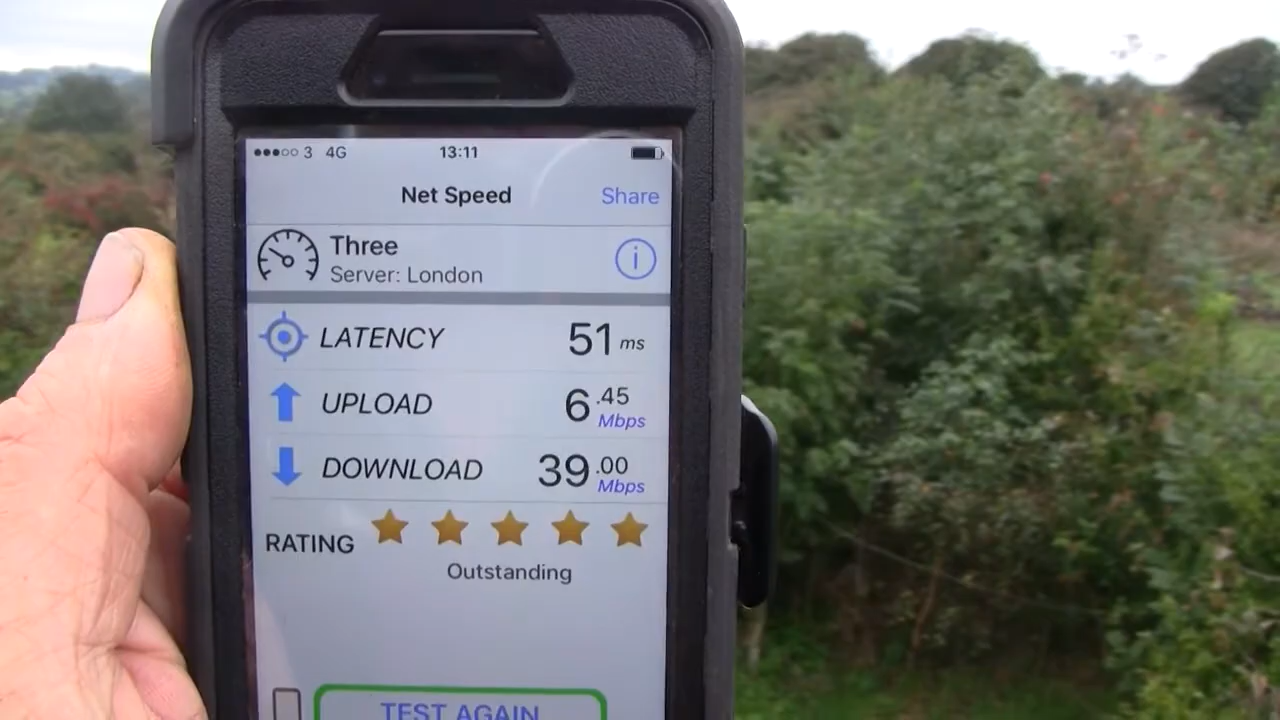 3 4G 13:11
Net Speed Share
Three
Server: London
LATENCY 51 ms
UPLOAD 6.45 Mbps
DOWNLOAD 39.00 Mbps
RATING
Outstanding
TEST AGAIN